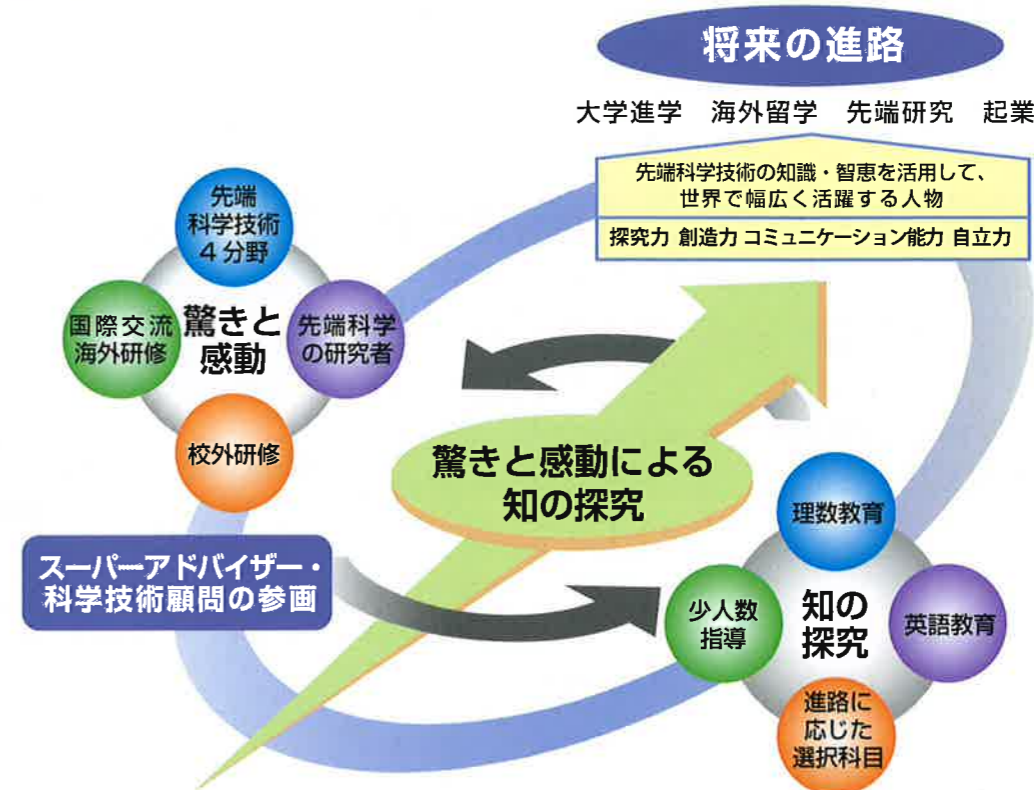 将来の進路
大学進学 海外留学 先端研究 起業
先端科学技術の知識・智恵を活用して、
世界で幅広く活躍する人物
探究力 創造力 コミュニケーション能力 自立力
先端
科学技術
4分野
国際交流
海外研修
驚きと
感動
先端科学
の研究者
校外研修
驚きと感動による
知の探究
スーパーアドバイザー・
科学技術顧問の参画
理数教育
少人数
指導
知の
探究
英語教育
進路に
応じた
選択科目